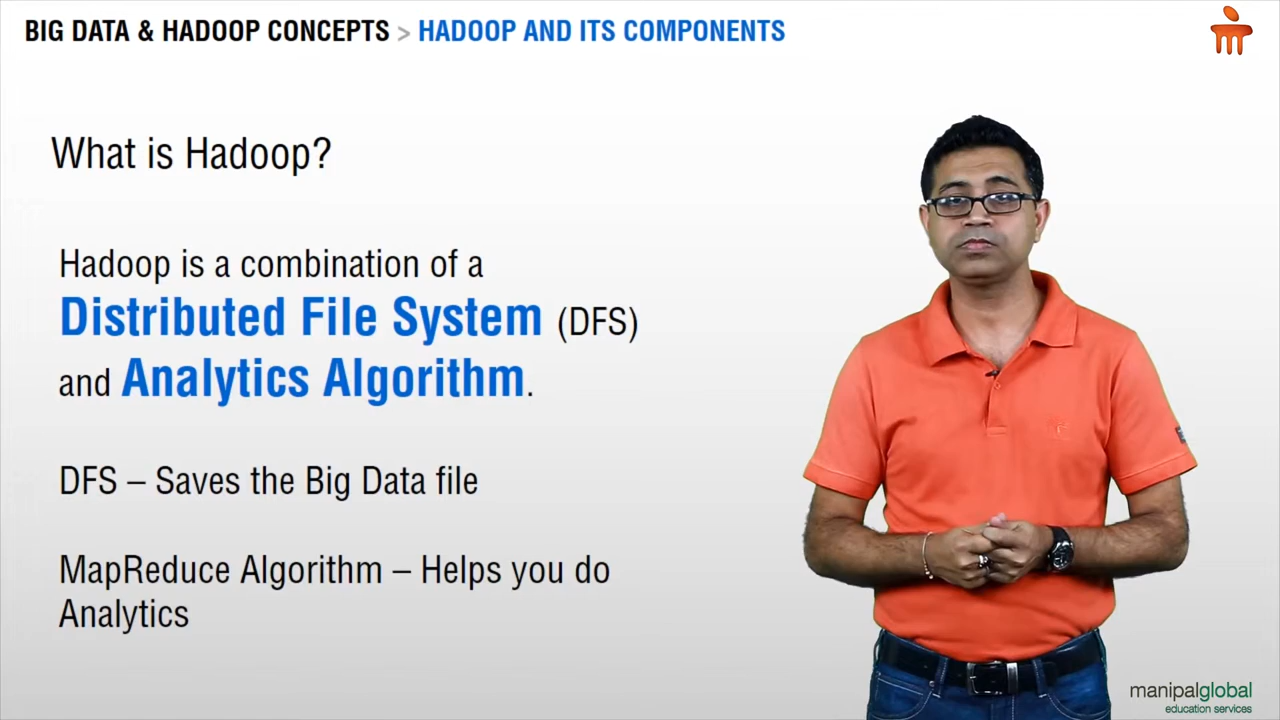 BIG DATA & HADOOP CONCEPTS > HADOOP AND ITS COMPONENTS
What is Hadoop?
Hadoop is a combination of a
Distributed File System (DFS)
and Analytics Algorithm.
DFS – Saves the Big Data file
MapReduce Algorithm – Helps you do
Analytics
manipalglobal
education services